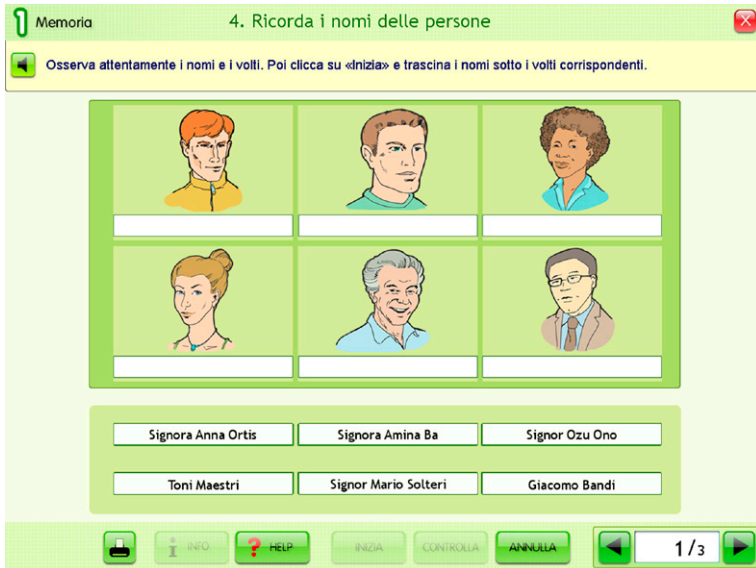 1 Memoria
4. Ricorda i nomi delle persone
Osserva attentamente i nomi e i volti. Poi clicca su «Inizia» e trascina i nomi sotto i volti corrispondenti.
Signora Anna Ortis
Signora Amina Ba
Signor Ozu Ono
Toni Maestri
Signor Mario Solteri
Giacomo Bandi
i INFO
? HELP
INIZIA
CONTROLLA
ANNULLA
1/3